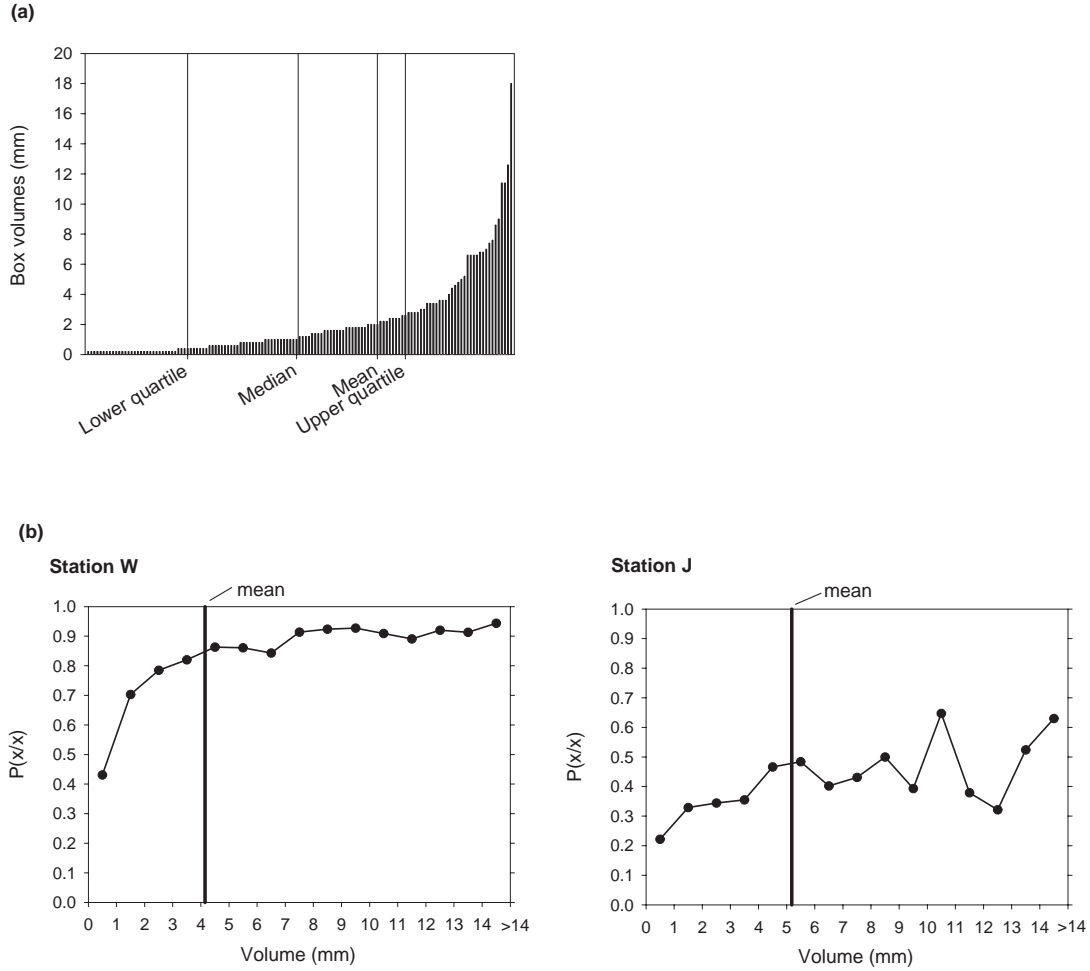 (a)
20
18
16
14
12
10
8
6
4
2
0
Box volumes (mm)
Lower quartile
Median
Mean
Upper quartile
(b)
Station W
mean
1.0
0.9
0.8
0.7
0.6
0.5
0.4
0.3
0.2
0.1
0.0
P(x/x)
0 1 2 3 4 5 6 7 8 9 10 11 12 13 14 >14
Volume (mm)
Station J
mean
1.0
0.9
0.8
0.7
0.6
0.5
0.4
0.3
0.2
0.1
0.0
P(x/x)
0 1 2 3 4 5 6 7 8 9 10 11 12 13 14 >14
Volume (mm)